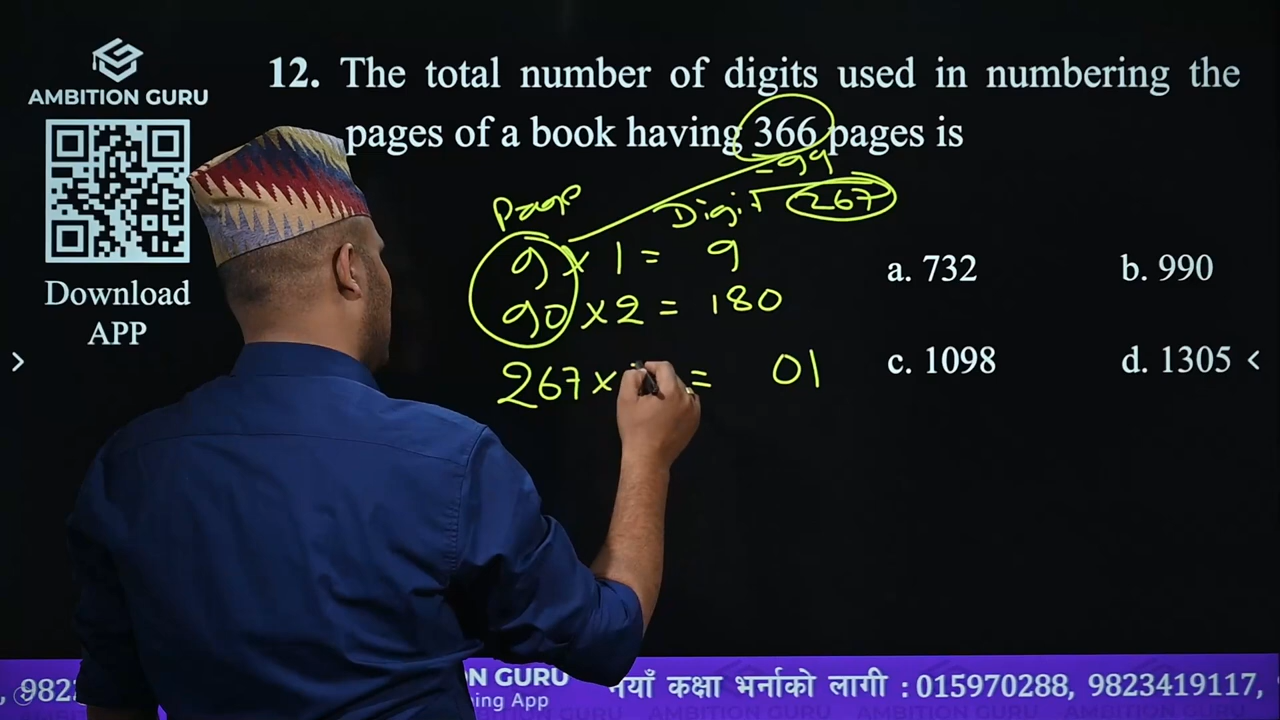 AMBITION GURU
Download
APP
12. The total number of digits used in numbering the
pages of a book having 366 pages is
= 99
Page
Digit 267
9 × 1 = 9
90 × 2 = 180
267 × = 01
a. 732
b. 990
c. 1098
d. 1305
N GURU
ing App
, 982
नयाँ कक्षा भर्नाको लागी : 015970288, 9823419117,